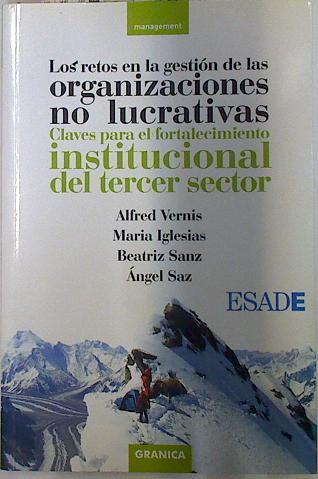 management
Los retos en la gestión de las
organizaciones
no lucrativas
Claves para el fortalecimiento
institucional
del tercer sector
Alfred Vernis
Maria Iglesias
Beatriz Sanz
Ángel Saz
ESADE
GRANICA